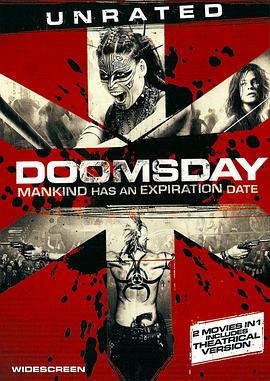 UNRATED
DOOMSDAY
MANKIND HAS AN EXPIRATION DATE
2 MOVIES IN 1
INCLUDES
THEATRICAL
VERSION
WIDESCREEN